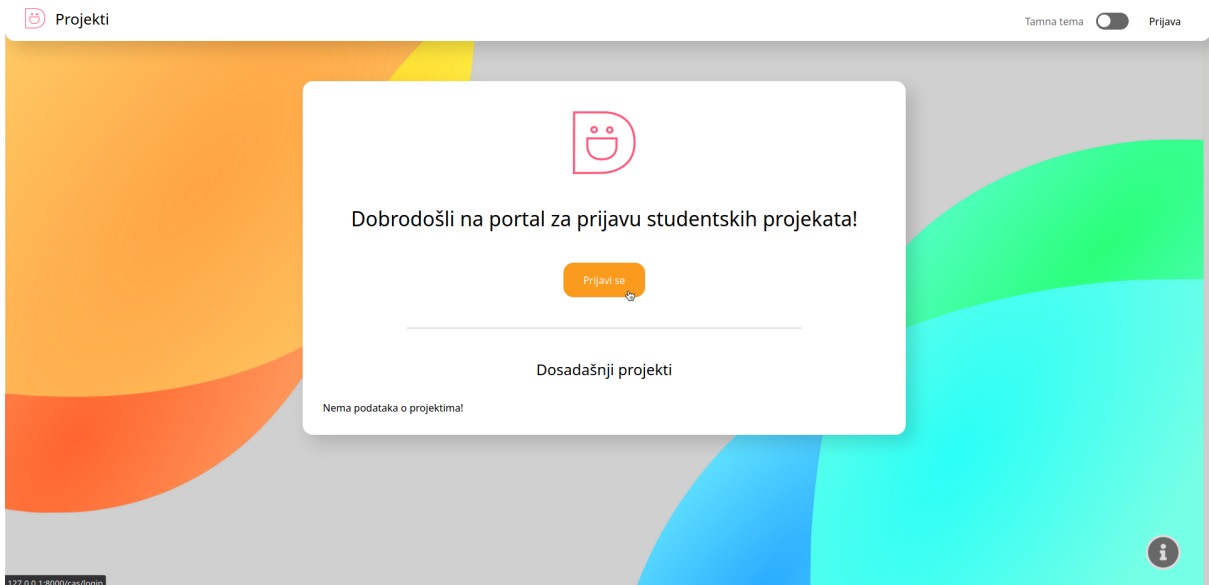 Projekti
Tamna tema
Prijava
Dobrodošli na portal za prijavu studentskih projekata!
Prijavi se
Dosadašnji projekti
Nema podataka o projektima!
127.0.0.1:8000/cas/login